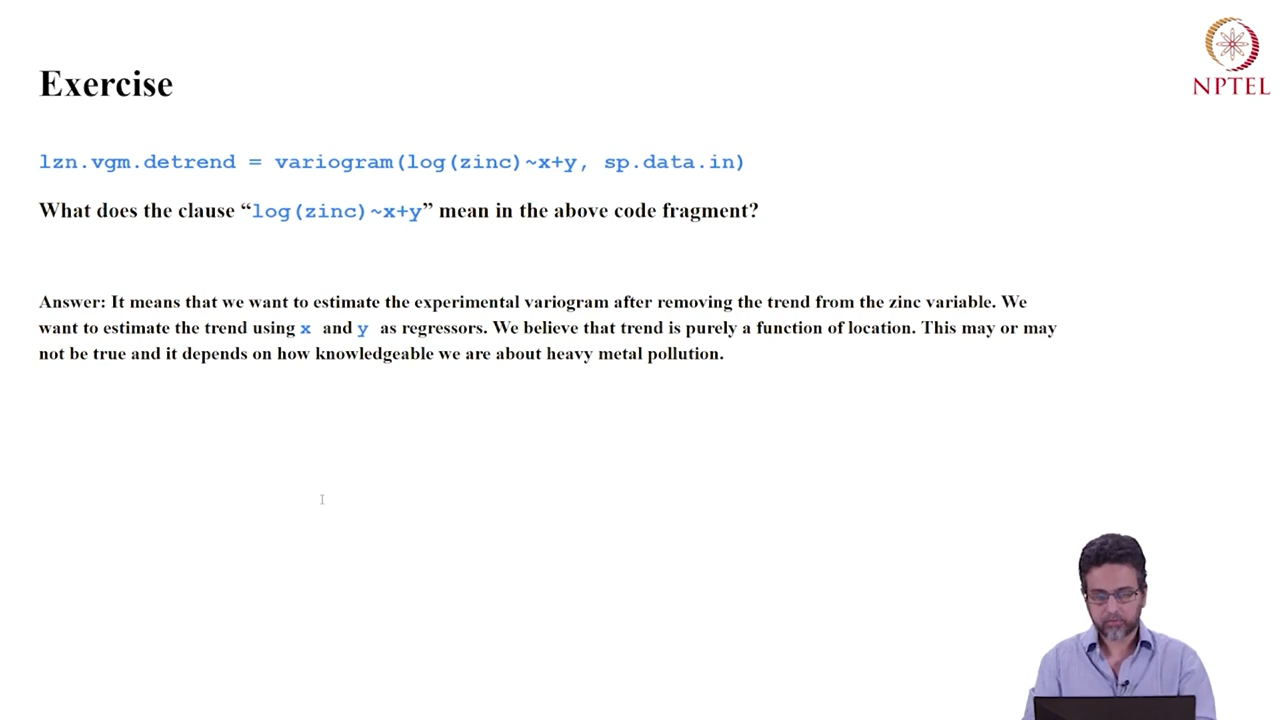 NPTEL
Exercise
lzn.vgm.detrend = variogram(log(zinc)~x+y, sp.data.in)
What does the clause “log(zinc)~x+y” mean in the above code fragment?
Answer: It means that we want to estimate the experimental variogram after removing the trend from the zinc variable. We
want to estimate the trend using x and y as regressors. We believe that trend is purely a function of location. This may or may
not be true and it depends on how knowledgeable we are about heavy metal pollution.